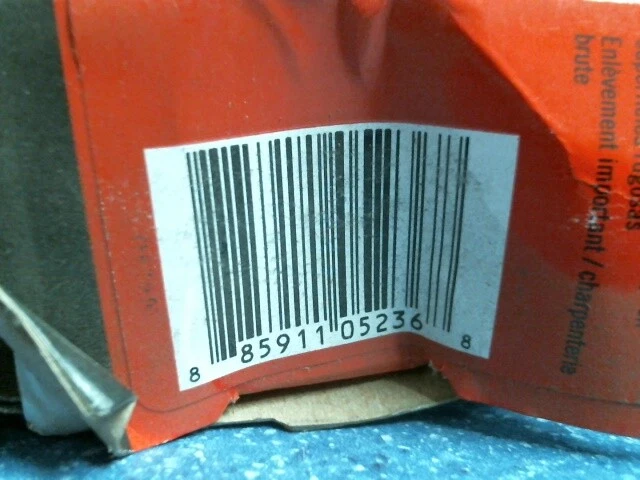 8 85911 05236 8
Enlèvement important / charpenterie
brute